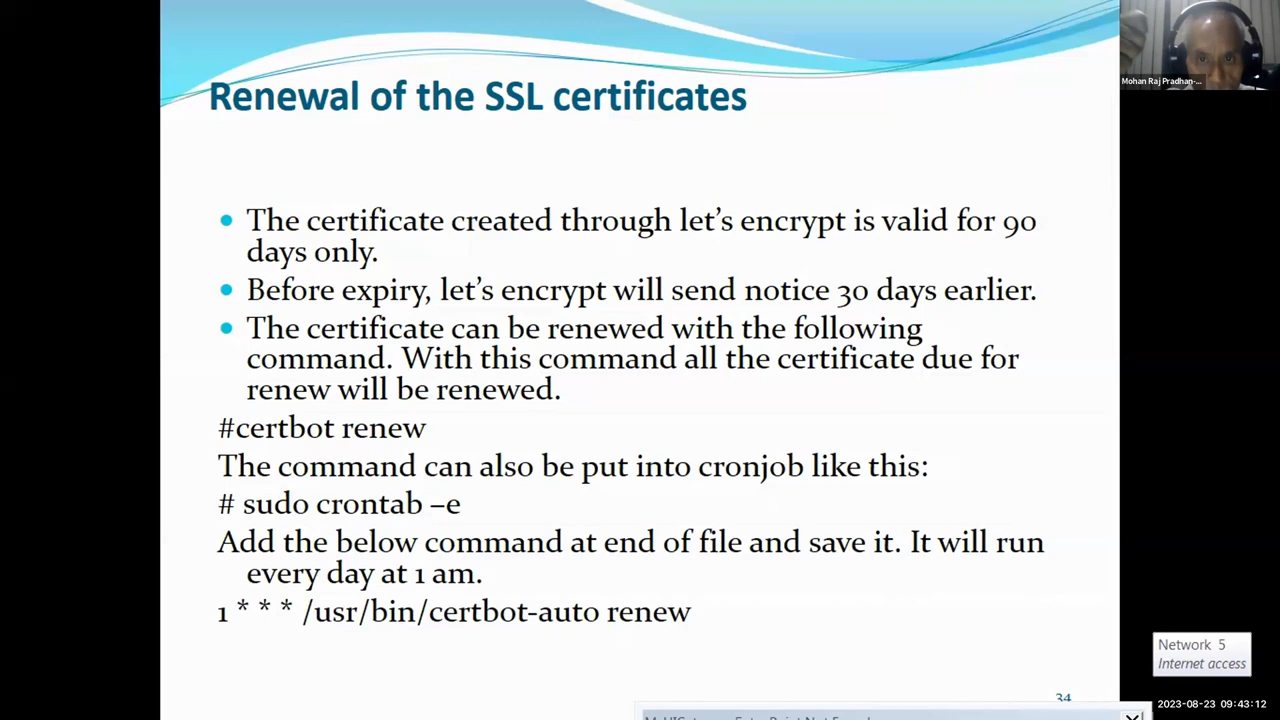 Mohan Raj Pradhan-...
Renewal of the SSL certificates
• The certificate created through let’s encrypt is valid for 90
days only.
• Before expiry, let’s encrypt will send notice 30 days earlier.
• The certificate can be renewed with the following
command. With this command all the certificate due for
renew will be renewed.
#certbot renew
The command can also be put into cronjob like this:
# sudo crontab –e
Add the below command at end of file and save it. It will run
every day at 1 am.
1 * * * /usr/bin/certbot-auto renew
Network 5
Internet access
34
2023-08-23 09:43:12